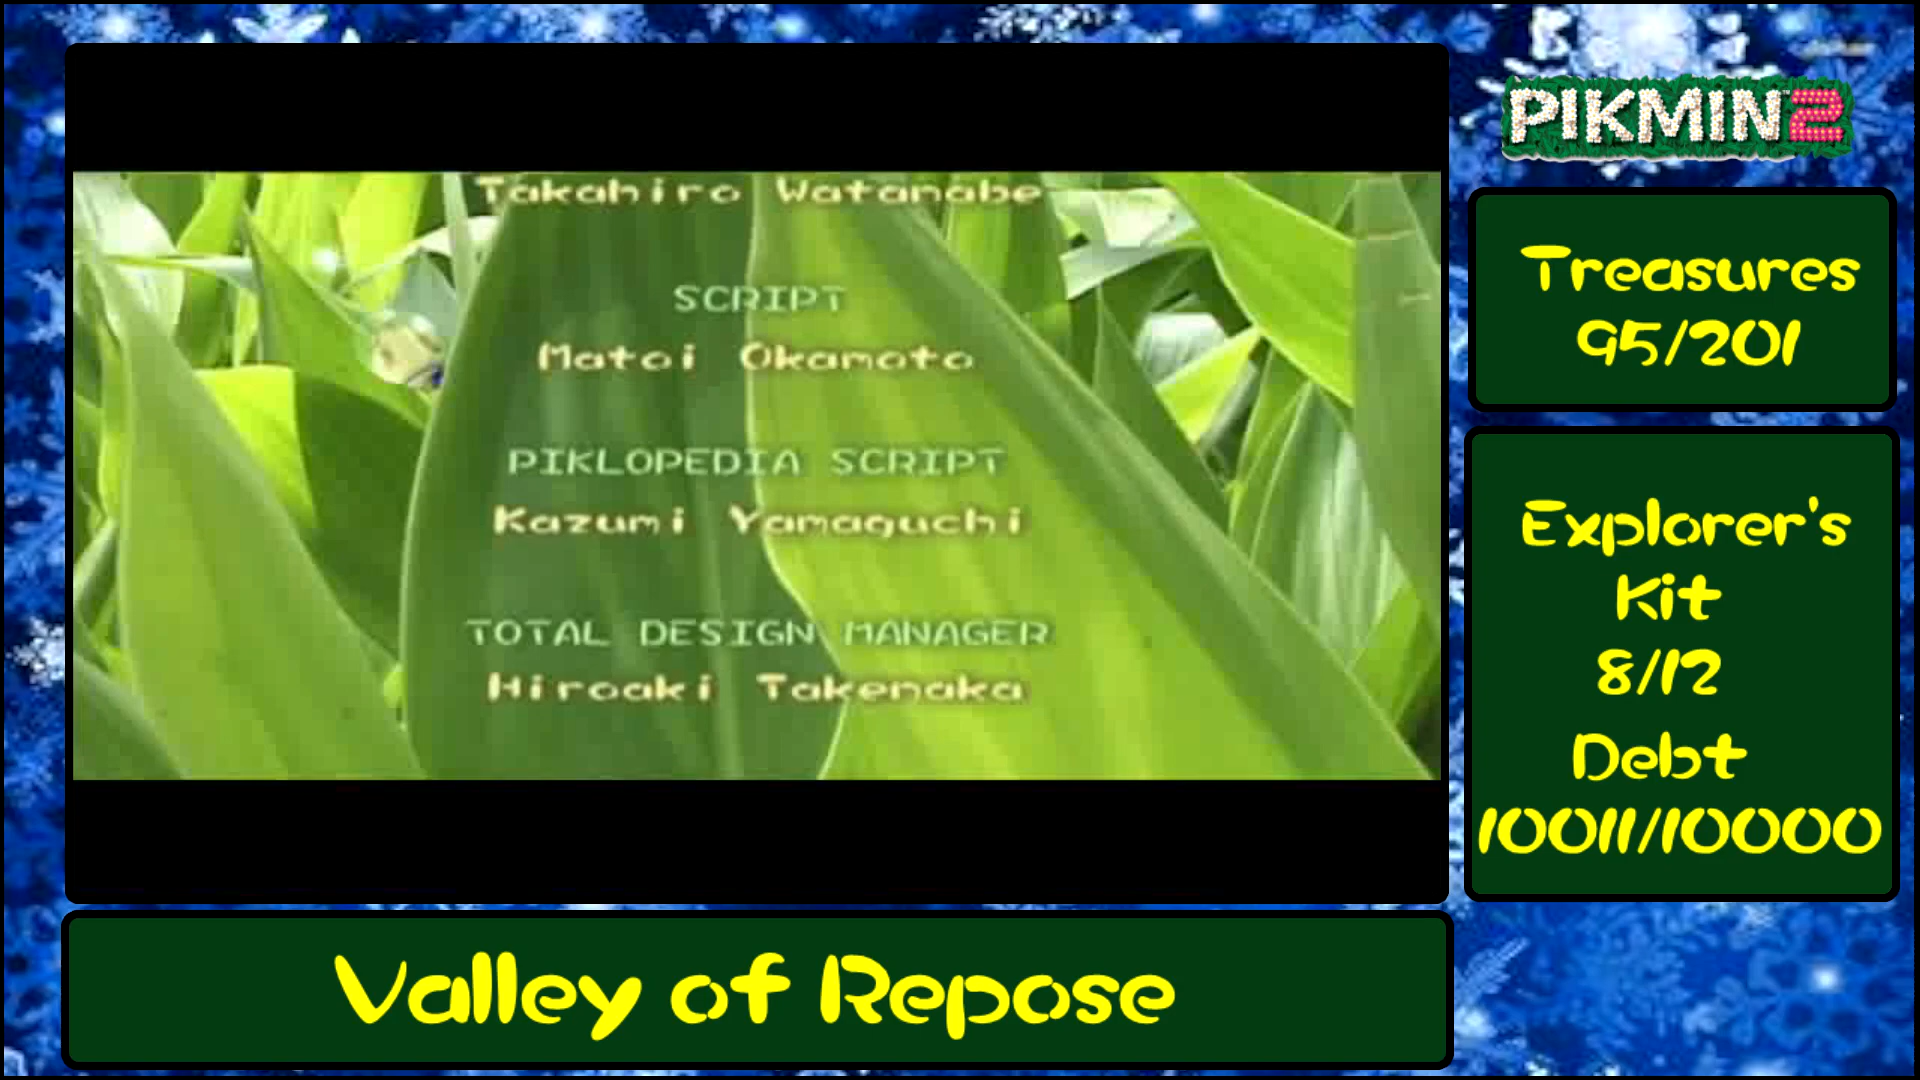 Takahiro Watanabe
SCRIPT
Matoi Okamoto
PIKLOPEDIA SCRIPT
Kazumi Yamaguchi
TOTAL DESIGN MANAGER
Hiroaki Takenaka
PIKMIN 2
Treasures
95/201
Explorer's
Kit
8/12
Debt
10011/10000
Valley of Repose